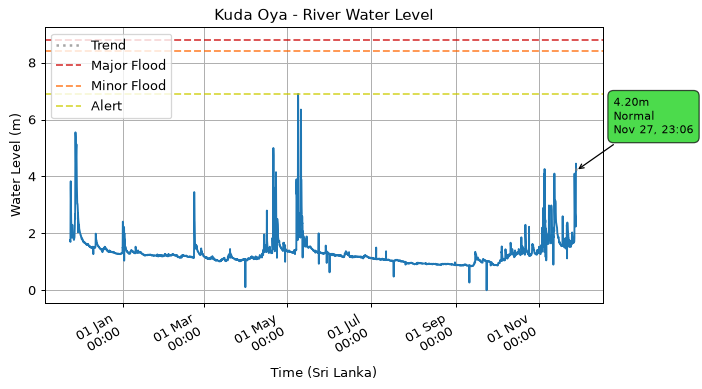 Kuda Oya - River Water Level
Trend
Major Flood
Minor Flood
Alert
4.20m
Normal
Nov 27, 23:06
Water Level (m)
8
6
4
2
0
01 Jan
00:00
01 Mar
00:00
01 May
00:00
01 Jul
00:00
01 Sep
00:00
01 Nov
00:00
Time (Sri Lanka)